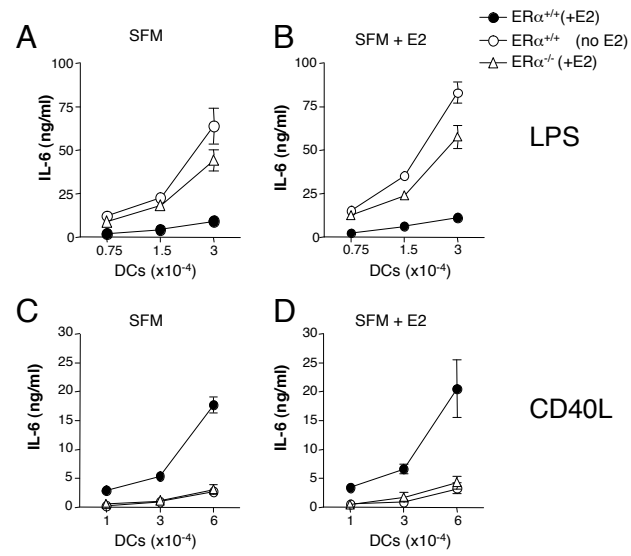 A
SFM
B
SFM + E2
ERα+/+ (+E2)
ERα+/+ (no E2)
ERα-/- (+E2)
100
75
50
25
0
IL-6 (ng/ml)
0.75 1.5 3
DCs (x10-4)
100
75
50
25
0
IL-6 (ng/ml)
0.75 1.5 3
DCs (x10-4)
LPS
C
SFM
D
SFM + E2
30
25
20
15
10
5
0
IL-6 (ng/ml)
1 3 6
DCs (x10-4)
30
25
20
15
10
5
0
IL-6 (ng/ml)
1 3 6
DCs (x10-4)
CD40L